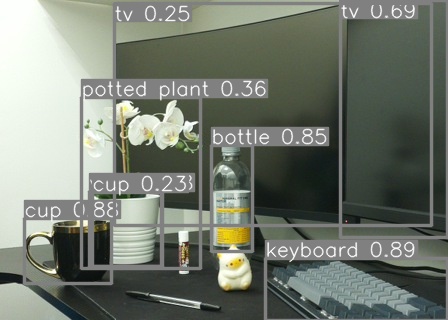 tv 0.25
tv 0.69
potted plant 0.36
bottle 0.85
cup 0.23
cup 0.88
keyboard 0.89